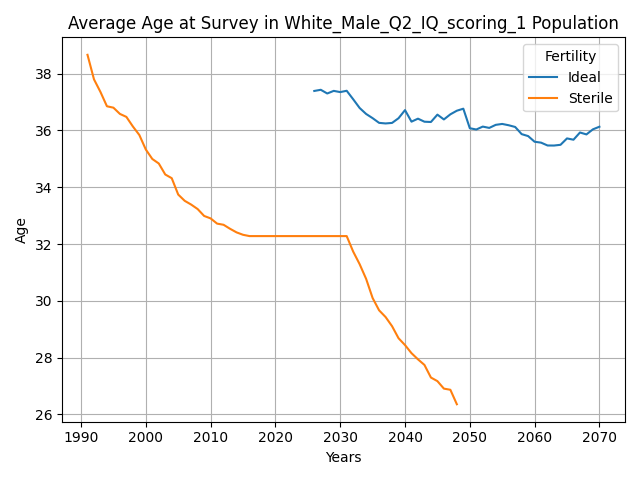 Average Age at Survey in White_Male_Q2_IQ_scoring_1 Population
Fertility
Ideal
Sterile
38
36
34
32
30
28
26
Age
1990 2000 2010 2020 2030 2040 2050 2060 2070
Years